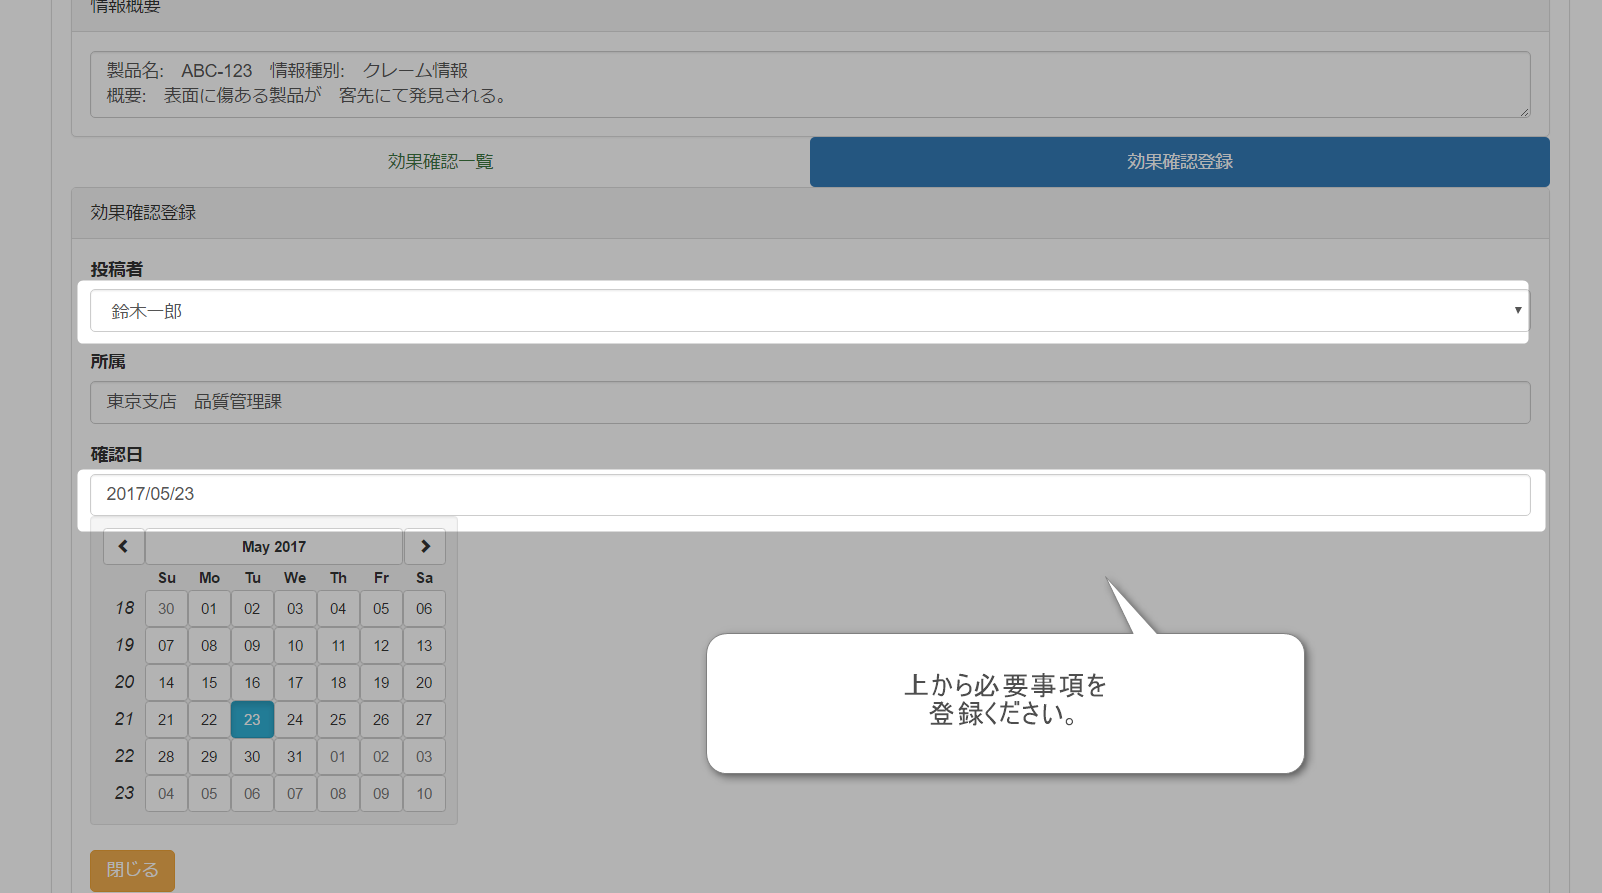 情報概要
製品名:　ABC-123　情報種別:　クレーム情報
概要:　表面に傷ある製品が　客先にて発見される。
効果確認一覧
効果確認登録
効果確認登録
投稿者
鈴木一郎
所属
東京支店　品質管理課
確認日
2017/05/23
May 2017
Su Mo Tu We Th Fr Sa
18 30 01 02 03 04 05 06
19 07 08 09 10 11 12 13
20 14 15 16 17 18 19 20
21 21 22 23 24 25 26 27
22 28 29 30 31 01 02 03
23 04 05 06 07 08 09 10
上から必要事項を
登録ください。
閉じる